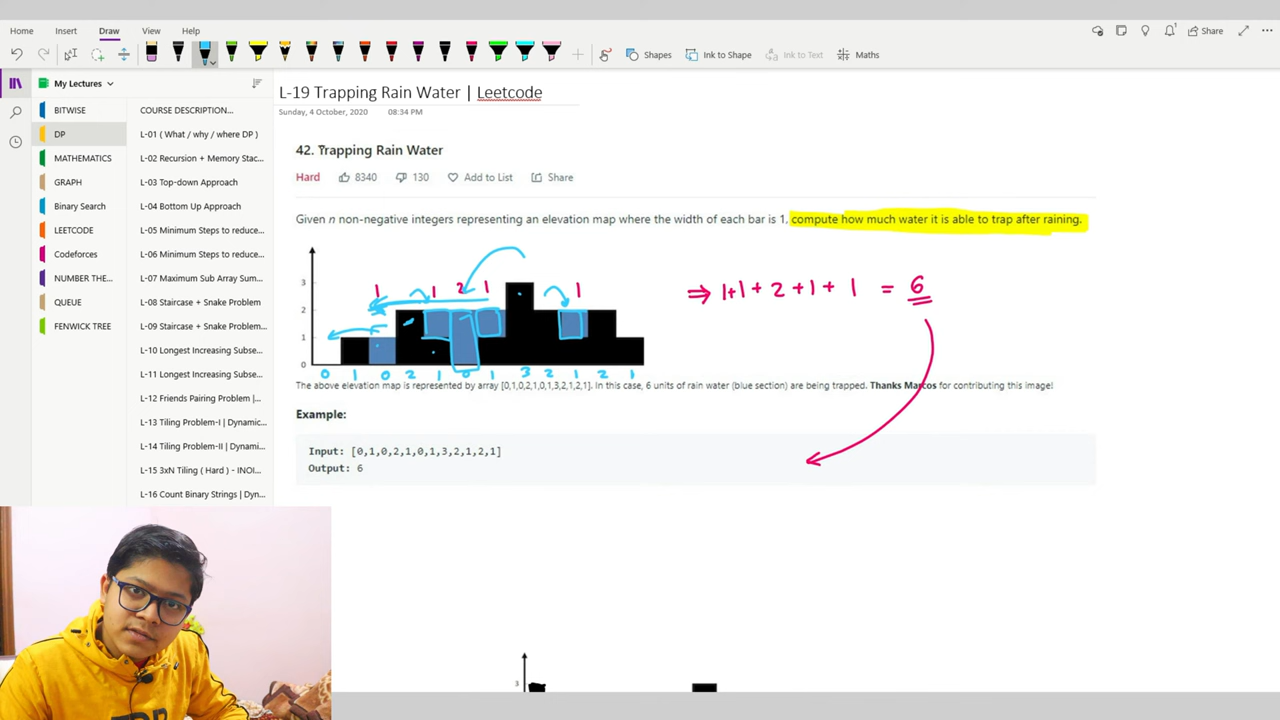 Home Insert Draw View Help
Share
Shapes Ink to Shape Ink to Text Maths
My Lectures
BITWISE
DP
MATHEMATICS
GRAPH
Binary Search
LEETCODE
Codeforces
NUMBER THE...
QUEUE
FENWICK TREE
COURSE DESCRIPTION...
L-01 ( What / why / where DP )
L-02 Recursion + Memory Stac...
L-03 Top-down Approach
L-04 Bottom Up Approach
L-05 Minimum Steps to reduce...
L-06 Minimum Steps to reduce...
L-07 Maximum Sub Array Sum...
L-08 Staircase + Snake Problem
L-09 Staircase + Snake Problem...
L-10 Longest Increasing Subse...
L-11 Longest Increasing Subse...
L-12 Friends Pairing Problem |...
L-13 Tiling Problem-I | Dynamic...
L-14 Tiling Problem-II | Dynami...
L-15 3xN Tiling ( Hard ) - INOI...
L-16 Count Binary Strings | Dyn...
L-19 Trapping Rain Water | Leetcode
Sunday, 4 October, 2020 08:34 PM
42. Trapping Rain Water
Hard 8340 130 Add to List Share
Given n non-negative integers representing an elevation map where the width of each bar is 1, compute how much water it is able to trap after raining.
3
2
1
0
1 1 2 1 1
⇒ 1+1+2+1+1 = 6
0 1 0 2 1 0 1 3 2 1 2 1
The above elevation map is represented by array [0,1,0,2,1,0,1,3,2,1,2,1]. In this case, 6 units of rain water (blue section) are being trapped. Thanks Marcos for contributing this image!
Example:
Input: [0,1,0,2,1,0,1,3,2,1,2,1]
Output: 6
3